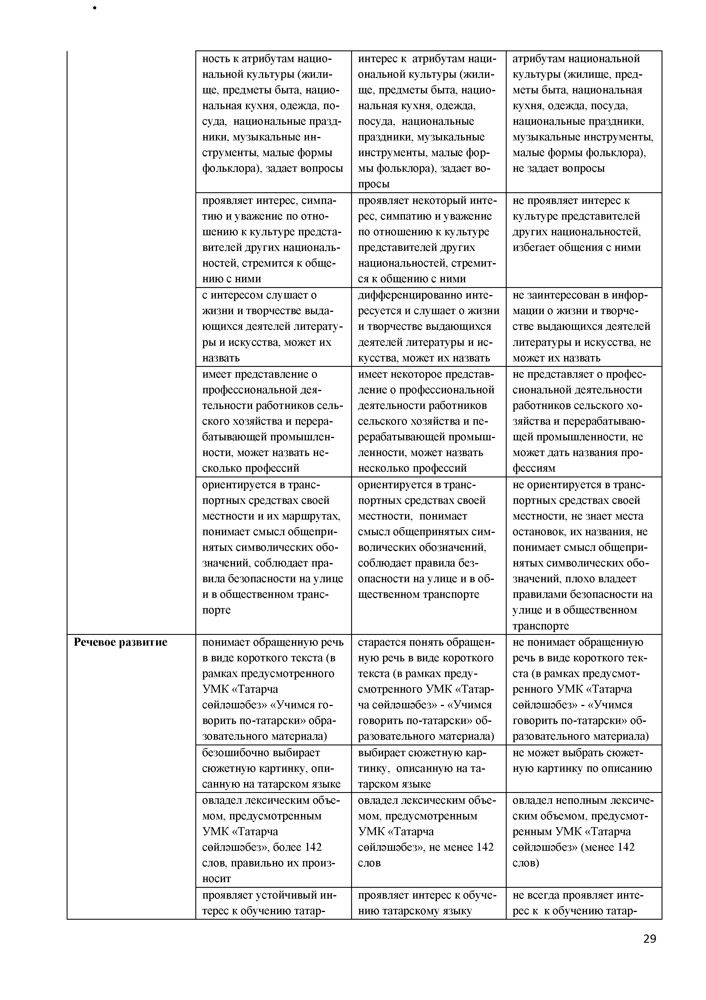 •
ность к атрибутам нацио-
нальной культуры (жили-
ще, предметы быта, нацио-
нальная кухня, одежда, по-
суда, национальные празд-
ники, музыкальные ин-
струменты, малые формы
фольклора), задает вопросы
интерес к атрибутам наци-
ональной культуры (жили-
ще, предметы быта, нацио-
нальная кухня, одежда,
посуда, национальные
праздники, музыкальные
инструменты, малые фор-
мы фольклора), задает во-
просы
атрибутам национальной
культуры (жилище, пред-
меты быта, национальная
кухня, одежда, посуда,
национальные праздники,
музыкальные инструменты,
малые формы фольклора),
не задает вопросы
проявляет интерес, симпа-
тию и уважение по отно-
шению к культуре предста-
вителей других националь-
ностей, стремится к обще-
нию с ними
проявляет некоторый инте-
рес, симпатию и уважение
по отношению к культуре
представителей других
национальностей, стремит-
ся к общению с ними
не проявляет интерес к
культуре представителей
других национальностей,
избегает общения с ними
с интересом слушает о
жизни и творчестве выда-
ющихся деятелей литерату-
ры и искусства, может их
назвать
дифференцированно инте-
ресуется и слушает о жизни
и творчестве выдающихся
деятелей литературы и ис-
кусства, может их назвать
не заинтересован в инфор-
мации о жизни и творче-
стве выдающихся деятелей
литературы и искусства, не
может их назвать
имеет представление о
профессиональной дея-
тельности работников сель-
ского хозяйства и перера-
батывающей промышлен-
ности, может назвать не-
сколько профессий
имеет некоторое представ-
ление о профессиональной
деятельности работников
сельского хозяйства и пе-
рерабатывающей промыш-
ленности, может назвать
несколько профессий
не представляет о профес-
сиональной деятельности
работников сельского хо-
зяйства и перерабатываю-
щей промышленности, не
может дать названия про-
фессиям
ориентируется в транс-
портных средствах своей
местности и их маршрутах,
понимает смысл общепри-
нятых символических обо-
значений, соблюдает пра-
вила безопасности на улице
и в общественном транс-
порте
ориентируется в транс-
портных средствах своей
местности, понимает
смысл общепринятых сим-
волических обозначений,
соблюдает правила без-
опасности на улице и в об-
щественном транспорте
не ориентируется в транс-
портных средствах своей
местности, не знает места
остановок, их названия, не
понимает смысл общепри-
нятых символических обо-
значений, плохо владеет
правилами безопасности на
улице и в общественном
транспорте
Речевое развитие
понимает обращенную речь
в виде короткого текста (в
рамках предусмотренного
УМК «Татарча
сөйләшәбез» «Учимся го-
ворить по-татарски» обра-
зовательного материала)
старается понять обращен-
ную речь в виде короткого
текста (в рамках преду-
смотренного УМК «Татар-
ча сөйләшәбез» - «Учимся
говорить по-татарски» об-
разовательного материала)
не понимает обращенную
речь в виде короткого тек-
ста (в рамках предусмот-
ренного УМК «Татарча
сөйләшәбез» - «Учимся
говорить по-татарски» об-
разовательного материала)
безошибочно выбирает
сюжетную картинку, опи-
санную на татарском языке
выбирает сюжетную кар-
тинку, описанную на та-
тарском языке
не может выбрать сюжет-
ную картинку по описанию
овладел лексическим объе-
мом, предусмотренным
УМК «Татарча
сөйләшәбез», более 142
слов, правильно их произ-
носит
овладел лексическим объе-
мом, предусмотренным
УМК «Татарча
сөйләшәбез», не менее 142
слов
овладел неполным лексиче-
ским объемом, предусмот-
ренным УМК «Татарча
сөйләшәбез» (менее 142
слов)
проявляет устойчивый ин-
терес к обучению татар-
проявляет интерес к обуче-
нию татарскому языку
не всегда проявляет инте-
рес к к обучению татар-
29